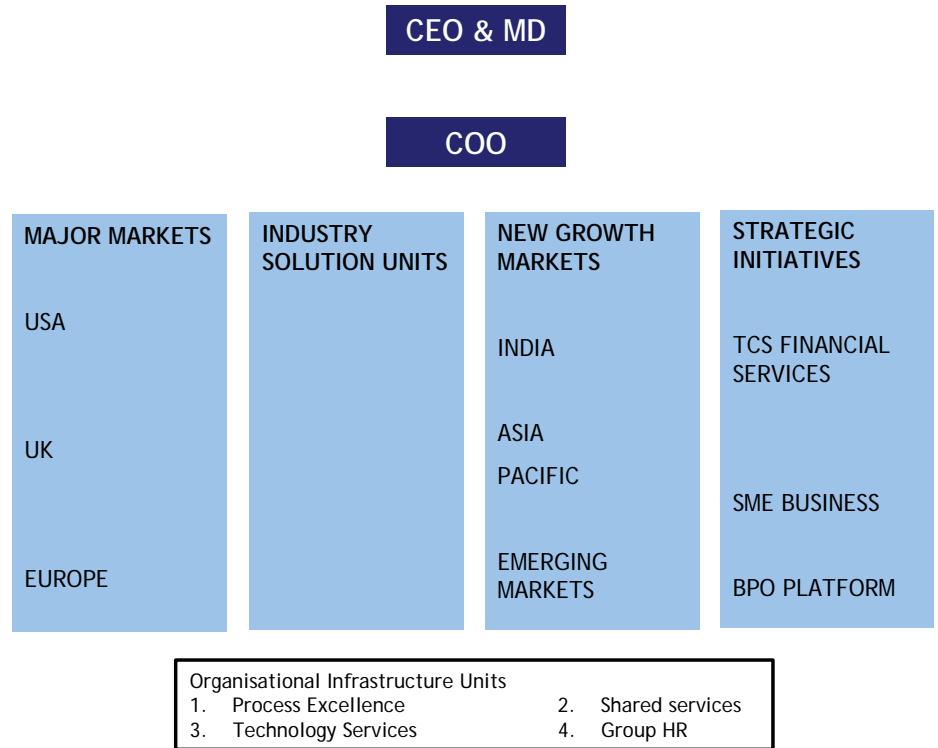 CEO & MD
COO
MAJOR MARKETS
USA
UK
EUROPE
INDUSTRY
SOLUTION UNITS
NEW GROWTH
MARKETS
INDIA
ASIA
PACIFIC
EMERGING
MARKETS
STRATEGIC
INITIATIVES
TCS FINANCIAL
SERVICES
SME BUSINESS
BPO PLATFORM
Organisational Infrastructure Units
1. Process Excellence 2. Shared services
3. Technology Services 4. Group HR